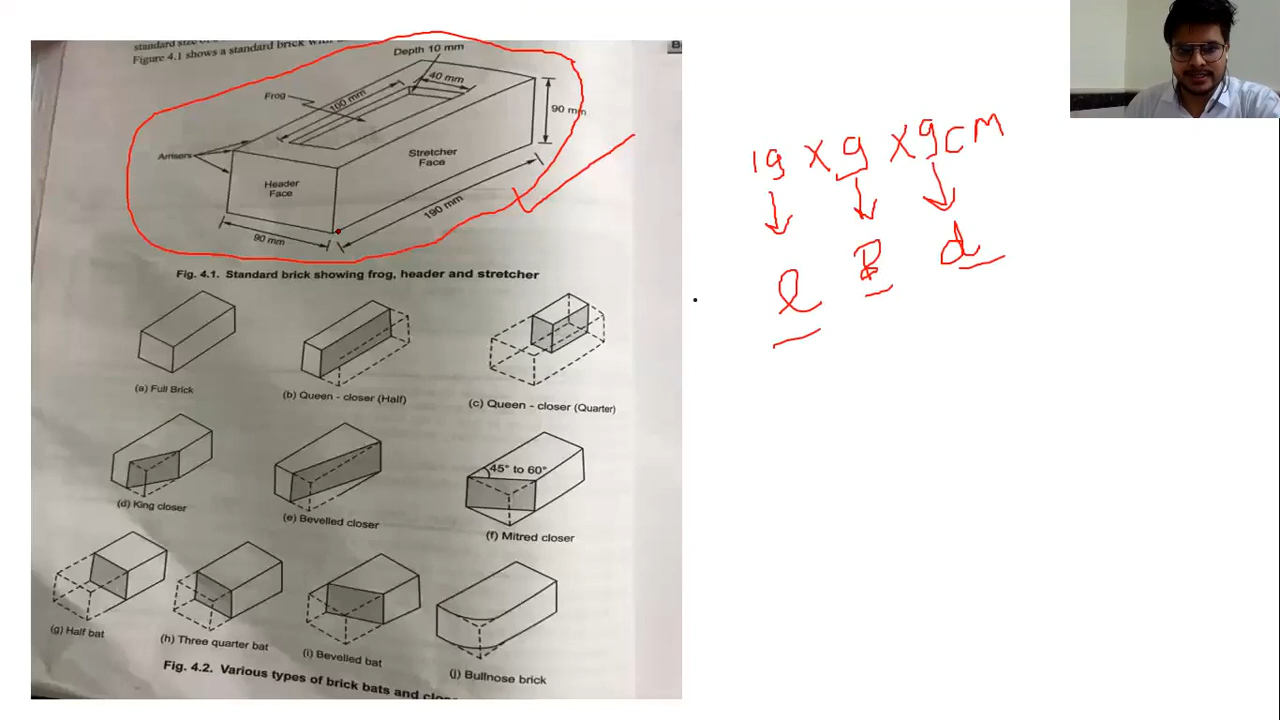 standard size of
Figure 4.1 shows a standard brick with
B
Depth 10 mm
40 mm
Frog
100 mm
90 mm
Arrisers
Stretcher
Face
Header
Face
190 mm
90 mm
Fig. 4.1. Standard brick showing frog, header and stretcher
(a) Full Brick
(b) Queen - closer (Half)
(c) Queen - closer (Quarter)
45° to 60°
(d) King closer
(e) Bevelled closer
(f) Mitred closer
(g) Half bat
(h) Three quarter bat
(i) Bevelled bat
(j) Bullnose brick
Fig. 4.2. Various types of brick bats and
19 x 9 x 9 cm
l B d